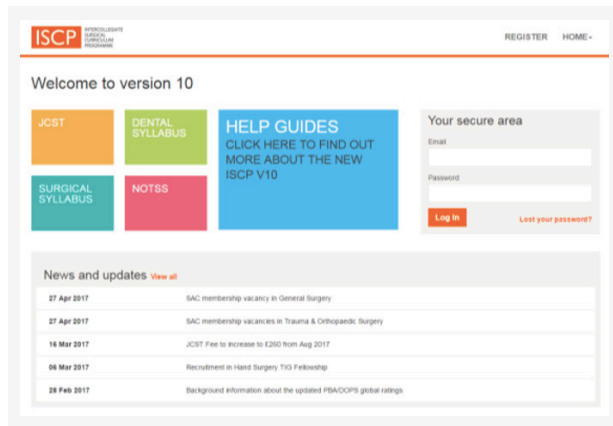 ISCP
INTERCOLLEGIATE
SURGICAL
CURRICULUM
PROGRAMME
REGISTER HOME
Welcome to version 10
JCST
DENTAL
SYLLABUS
SURGICAL
SYLLABUS
NOTSS
HELP GUIDES
CLICK HERE TO FIND OUT
MORE ABOUT THE NEW
ISCP V10
Your secure area
Email
Password
Log In Lost your password?
News and updates View all
27 Apr 2017 SAC membership vacancy in General Surgery
27 Apr 2017 SAC membership vacancies in Trauma & Orthopaedic Surgery
16 Mar 2017 JCST Fee to increase to £260 from Aug 2017
06 Mar 2017 Recruitment in Hand Surgery TIG Fellowship
28 Feb 2017 Background information about the updated PBA/DOPS global ratings